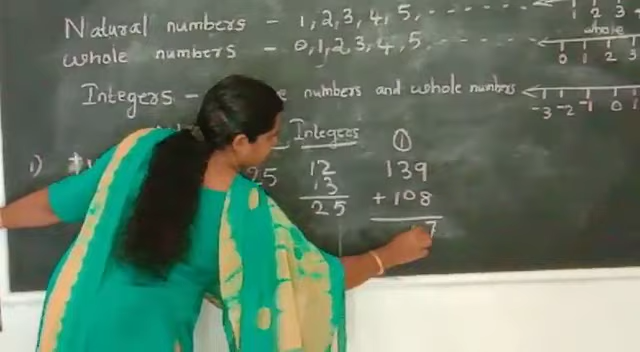 Natural numbers - 1, 2, 3, 4, 5, - - - - - - -
1 2 3
whole numbers - 0, 1, 2, 3, 4, 5, - - - - - -
whole
0 1 2 3
Integers - numbers and whole numbers
-3 -2 -1 0 1
Integers
1) 25 12 1 139
13 + 108
25 7